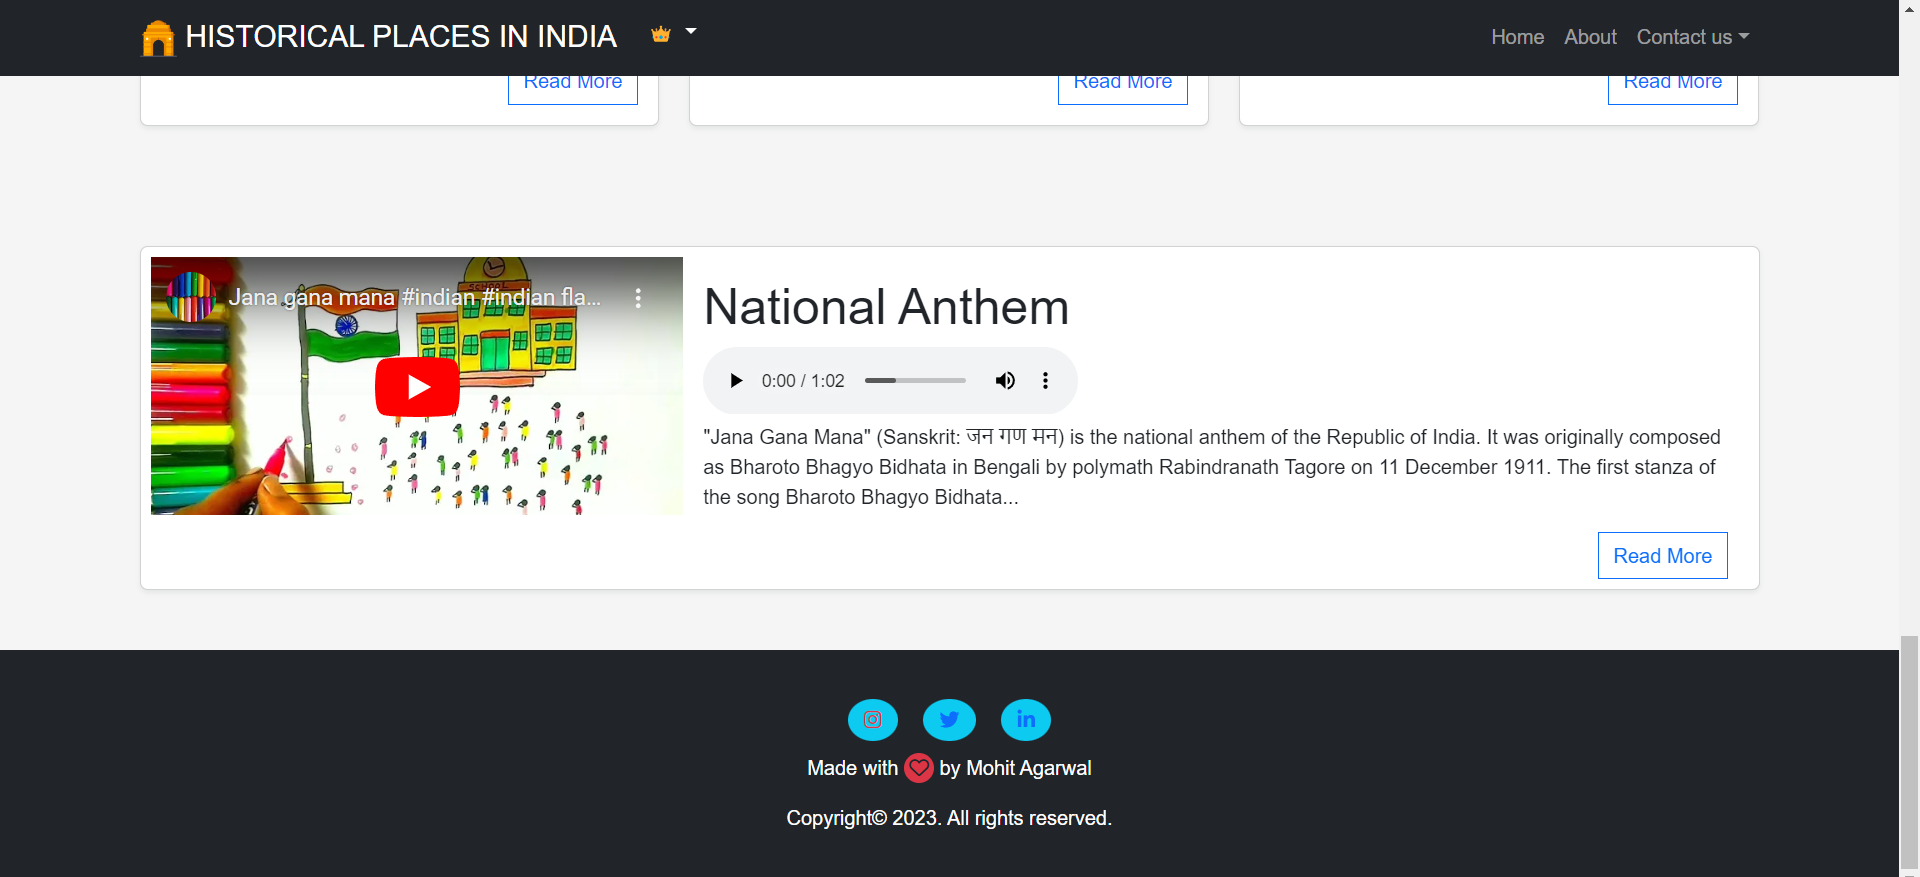 HISTORICAL PLACES IN INDIA
Home About Contact us
Read More Read More Read More
Jana gana mana #indian #indian fla...
SCHOOL
National Anthem
0:00 / 1:02
"Jana Gana Mana" (Sanskrit: जन गण मन) is the national anthem of the Republic of India. It was originally composed
as Bharoto Bhagyo Bidhata in Bengali by polymath Rabindranath Tagore on 11 December 1911. The first stanza of
the song Bharoto Bhagyo Bidhata...
Read More
in
Made with by Mohit Agarwal
Copyright© 2023. All rights reserved.